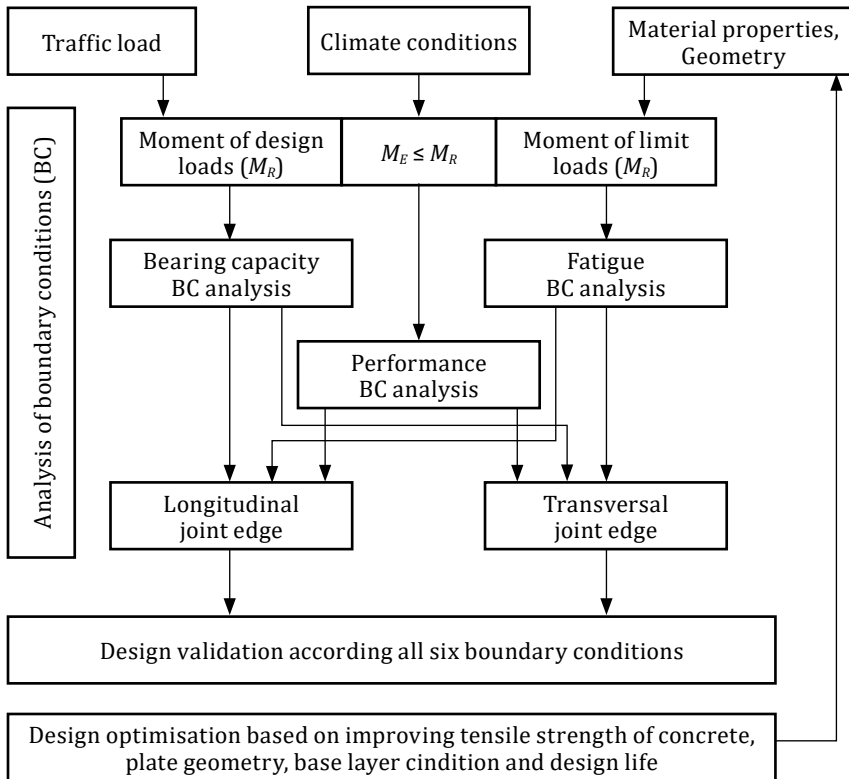 Traffic load
Climate conditions
Material properties,
Geometry
Analysis of boundary conditions (BC)
Moment of design
loads (M_R)
M_E ≤ M_R
Moment of limit
loads (M_R)
Bearing capacity
BC analysis
Fatigue
BC analysis
Performance
BC analysis
Longitudinal
joint edge
Transversal
joint edge
Design validation according all six boundary conditions
Design optimisation based on improving tensile strength of concrete,
plate geometry, base layer cindition and design life